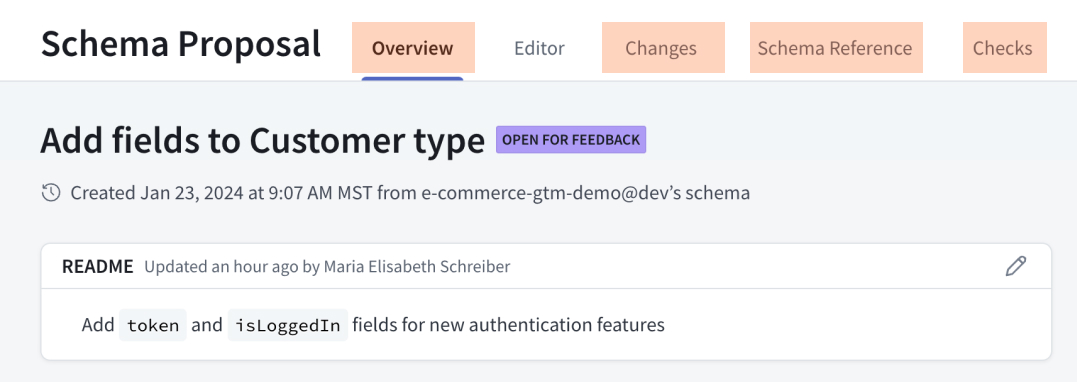 Schema Proposal Overview Editor Changes Schema Reference Checks
Add fields to Customer type OPEN FOR FEEDBACK
Created Jan 23, 2024 at 9:07 AM MST from e-commerce-gtm-demo@dev’s schema
README Updated an hour ago by Maria Elisabeth Schreiber
Add token and isLoggedIn fields for new authentication features